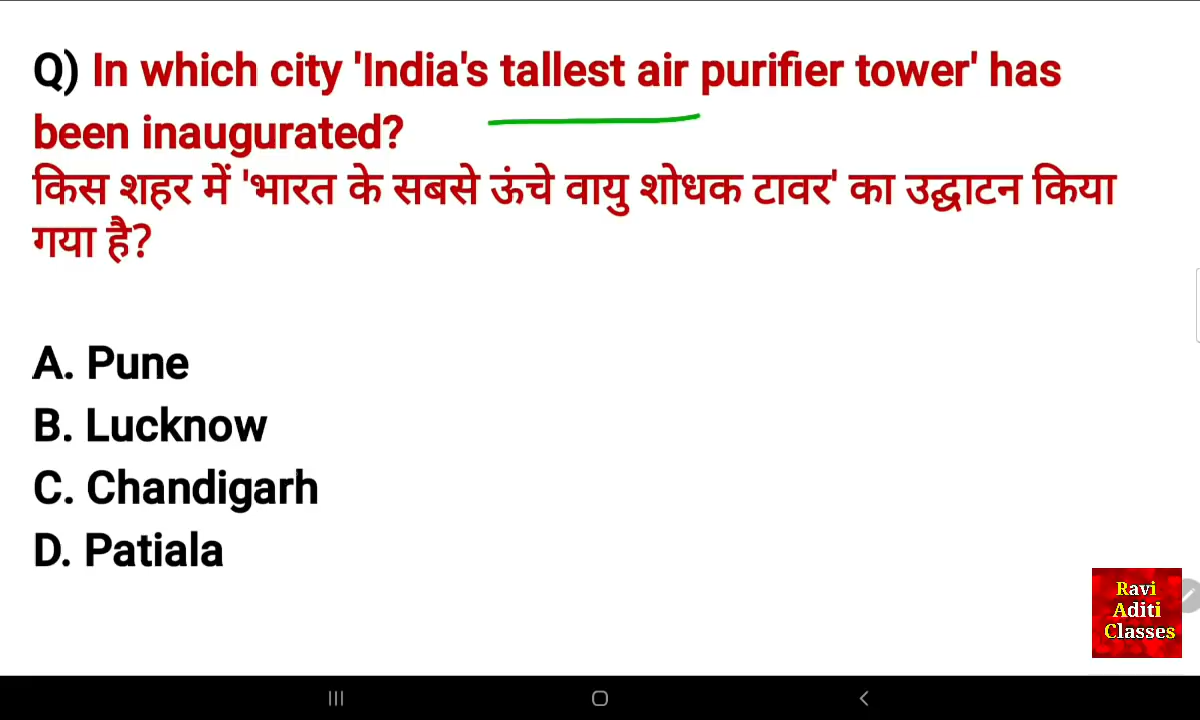 Q) In which city 'India's tallest air purifier tower' has
been inaugurated?
किस शहर में 'भारत के सबसे ऊंचे वायु शोधक टावर' का उद्घाटन किया
गया है?
A. Pune
B. Lucknow
C. Chandigarh
D. Patiala
Ravi
Aditi
Classes